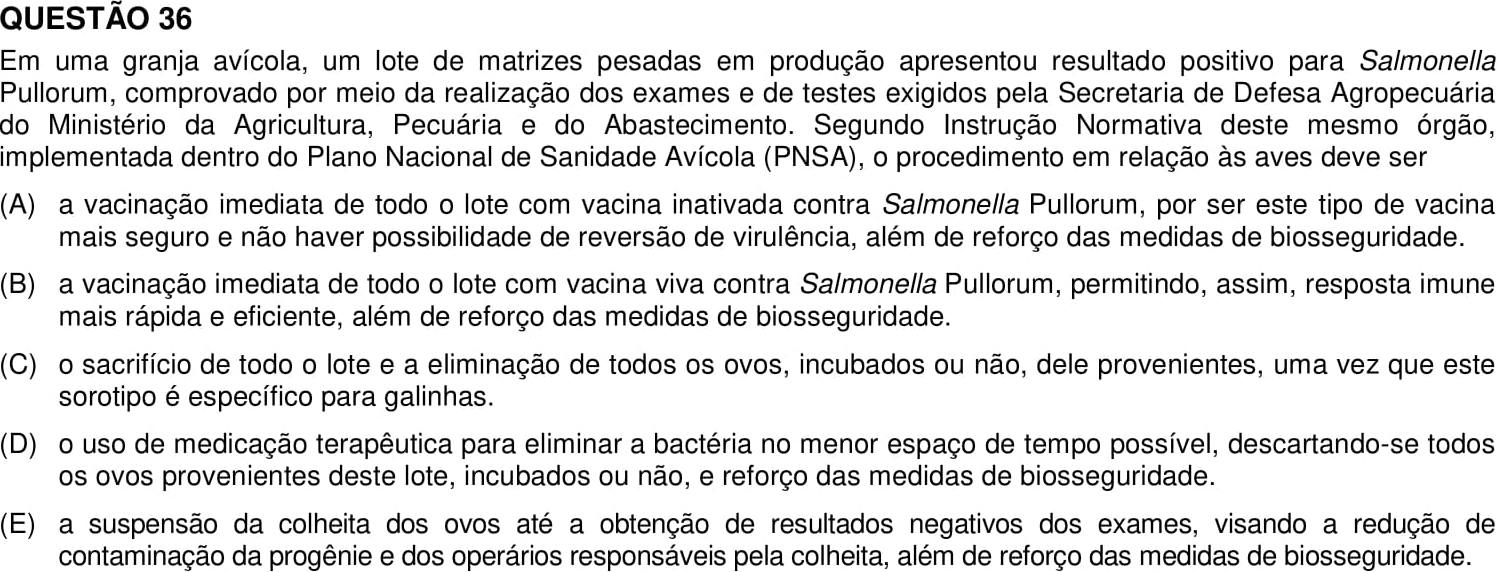 QUESTÃO 36
Em uma granja avícola, um lote de matrizes pesadas em produção apresentou resultado positivo para Salmonella
Pullorum, comprovado por meio da realização dos exames e de testes exigidos pela Secretaria de Defesa Agropecuária
do Ministério da Agricultura, Pecuária e do Abastecimento. Segundo Instrução Normativa deste mesmo órgão,
implementada dentro do Plano Nacional de Sanidade Avícola (PNSA), o procedimento em relação às aves deve ser
(A) a vacinação imediata de todo o lote com vacina inativada contra Salmonella Pullorum, por ser este tipo de vacina
mais seguro e não haver possibilidade de reversão de virulência, além de reforço das medidas de biosseguridade.
(B) a vacinação imediata de todo o lote com vacina viva contra Salmonella Pullorum, permitindo, assim, resposta imune
mais rápida e eficiente, além de reforço das medidas de biosseguridade.
(C) o sacrifício de todo o lote e a eliminação de todos os ovos, incubados ou não, dele provenientes, uma vez que este
sorotipo é específico para galinhas.
(D) o uso de medicação terapêutica para eliminar a bactéria no menor espaço de tempo possível, descartando-se todos
os ovos provenientes deste lote, incubados ou não, e reforço das medidas de biosseguridade.
(E) a suspensão da colheita dos ovos até a obtenção de resultados negativos dos exames, visando a redução de
contaminação da progênie e dos operários responsáveis pela colheita, além de reforço das medidas de biosseguridade.